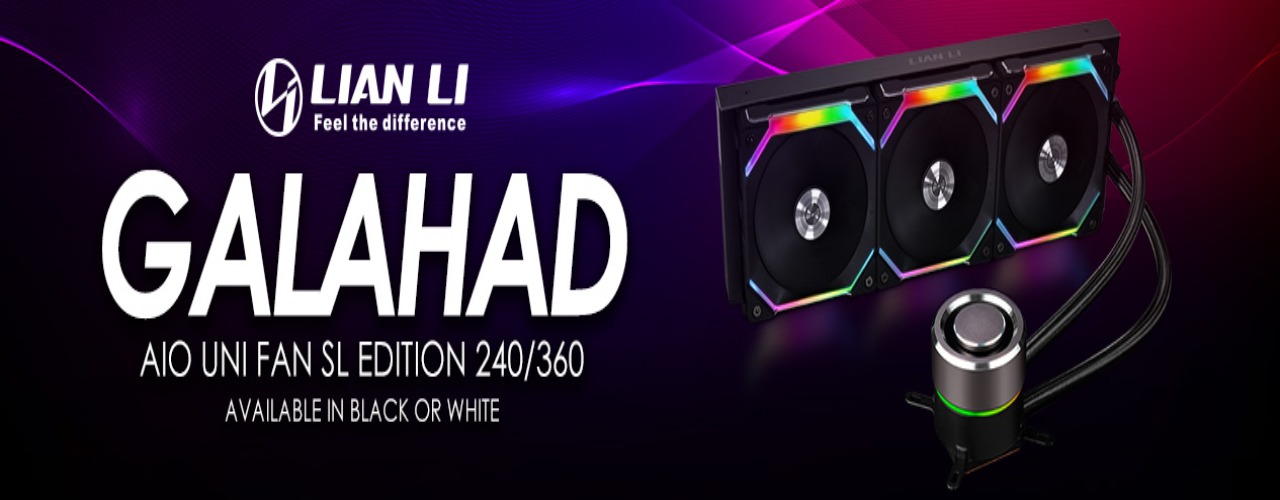 LIAN LI
Feel the difference
GALAHAD
AIO UNI FAN SL EDITION 240/360
AVAILABLE IN BLACK OR WHITE
LIAN LI